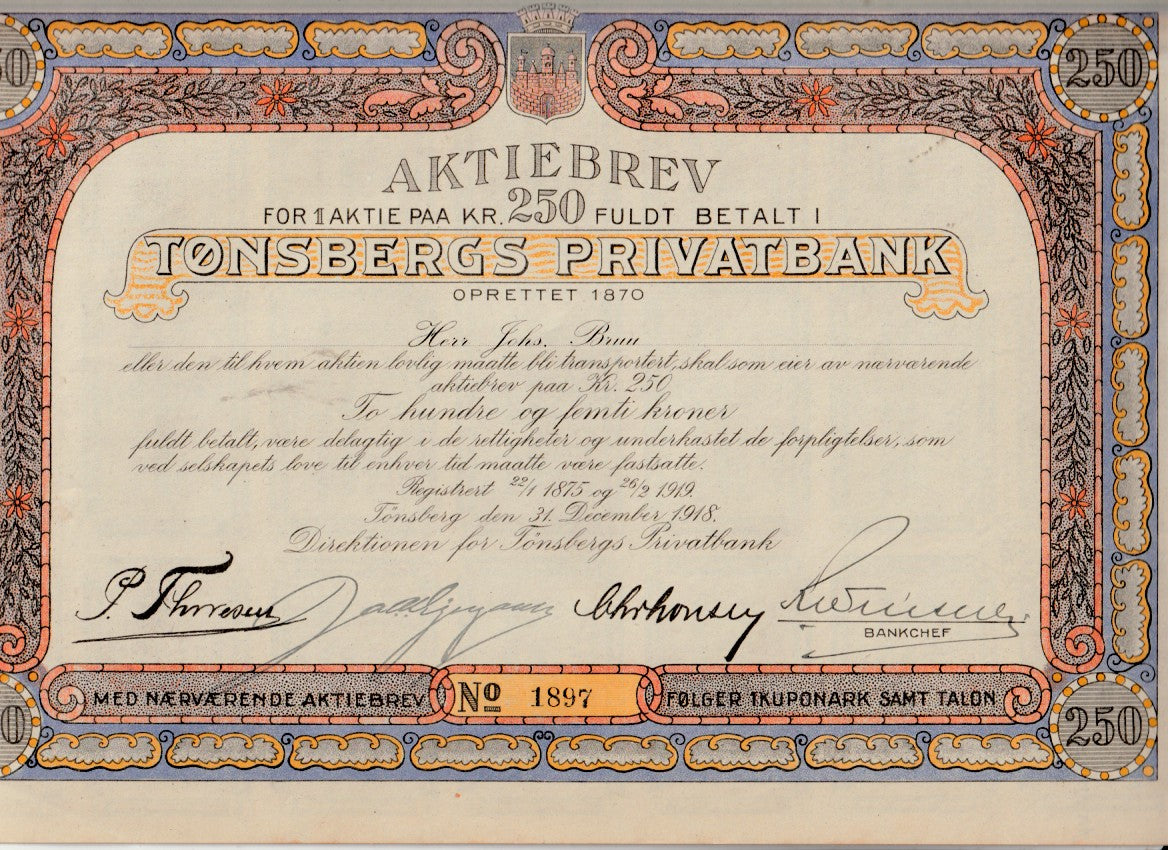 250
AKTIEBREV
FOR 1 AKTIE PAA KR. 250 FULDT BETALT I
TØNSBERGS PRIVATBANK
OPRETTET 1870
Herr Johs. Bruu
eller den til hvem aktien lovlig maatte bli transportert, skal som eier av nærværende
aktiebrev paa Kr. 250
To hundre og femti kroner
fuldt betalt, være delagtig i de rettigheter og underkastet de forpligtelser, som
ved selskapets love til enhver tid maatte være fastsatte.
Registrert 22/1 1875 og 26/2 1919.
Tönsberg den 31. December 1918.
Direktionen for Tönsbergs Privatbank
BANKCHEF
MED NÆRVÆRENDE AKTIEBREV No 1897 FØLGER 1 KUPONARK SAMT TALON
250